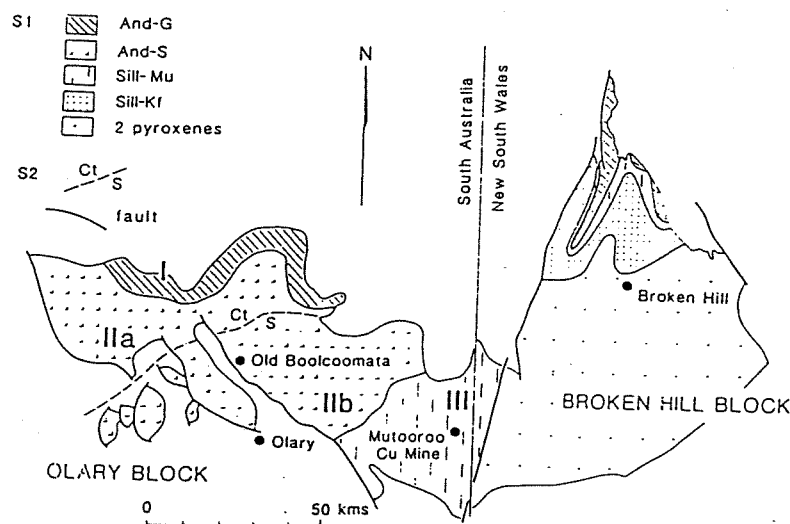 S1
And-G
And-S
Sill-Mu
Sill-Kf
2 pyroxenes
S2
Ct
S
fault
N
South Australia
New South Wales
I
Ct
S
IIa
Old Boolcoomata
IIb
III
Broken Hill
BROKEN HILL BLOCK
Mutooroo
Cu Mine
Olary
OLARY BLOCK
0
50 kms